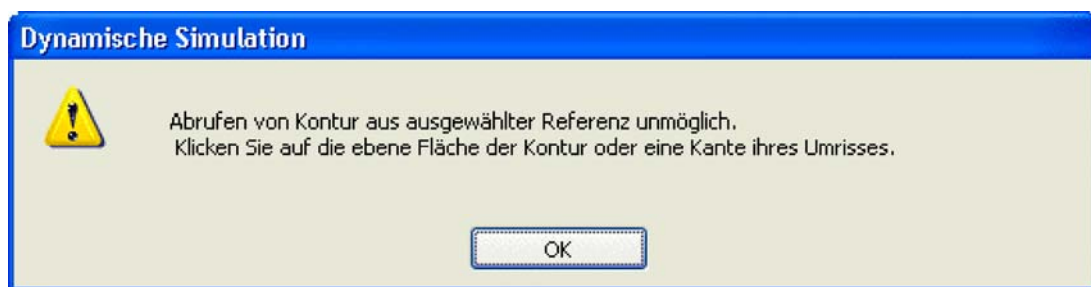 Dynamische Simulation
Abrufen von Kontur aus ausgewählter Referenz unmöglich.
Klicken Sie auf die ebene Fläche der Kontur oder eine Kante ihres Umrisses.
OK